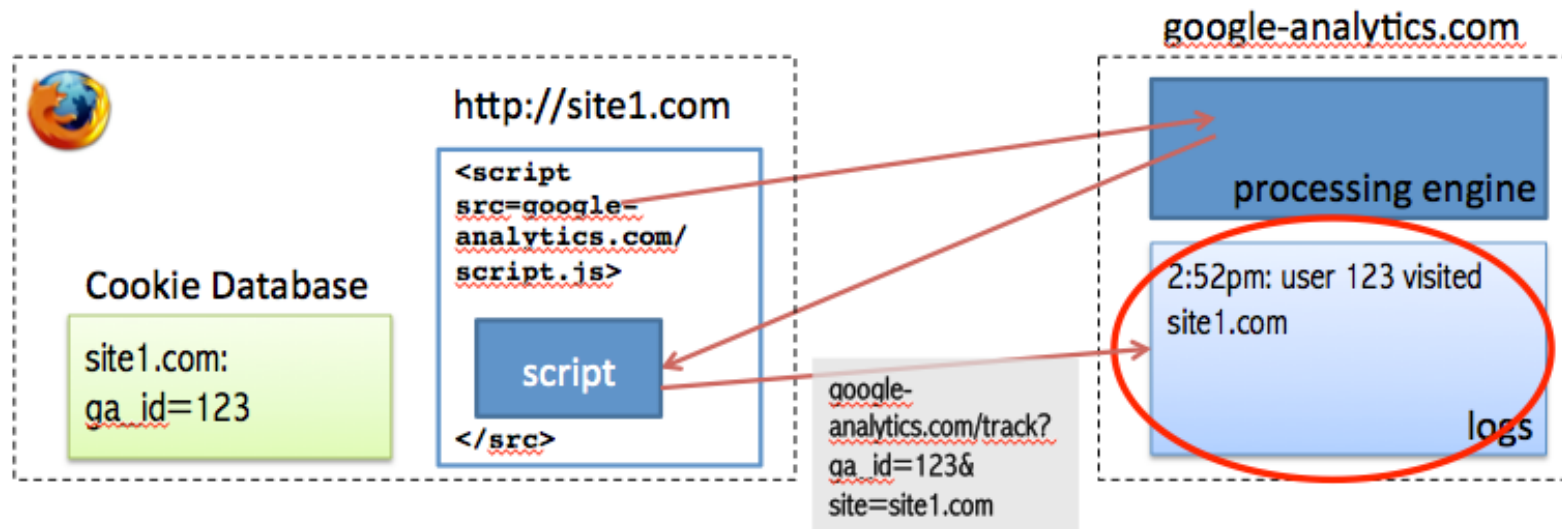 google-analytics.com
http://site1.com
<script
src=google-
analytics.com/
script.js>
script
</src>
Cookie Database
site1.com:
ga_id=123
google-
analytics.com/track?
ga_id=123&
site=site1.com
processing engine
2:52pm: user 123 visited
site1.com
logs